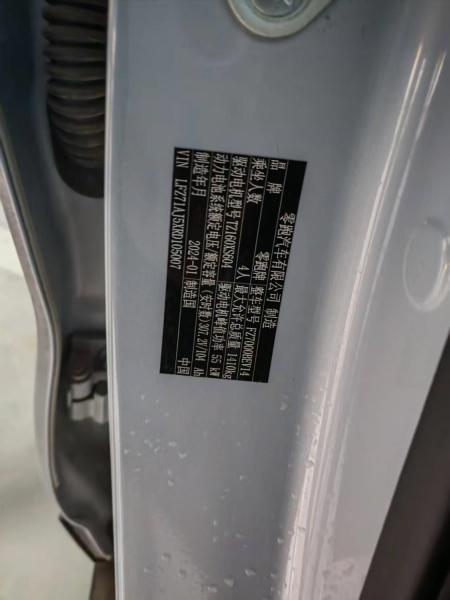 零跑汽车有限公司 制造
品牌 零跑牌 整车型号 FZ7000BEV14
乘坐人数 4人 最大允许总质量 1410kg
驱动电机型号 TZ160XS604 驱动电机峰值功率 55 kW
动力电池系统额定电压/额定容量（安时数）307.2V/104 Ah
制造年月 2024-01 制造国 中国
VIN LFZ71AJ5XRD105007